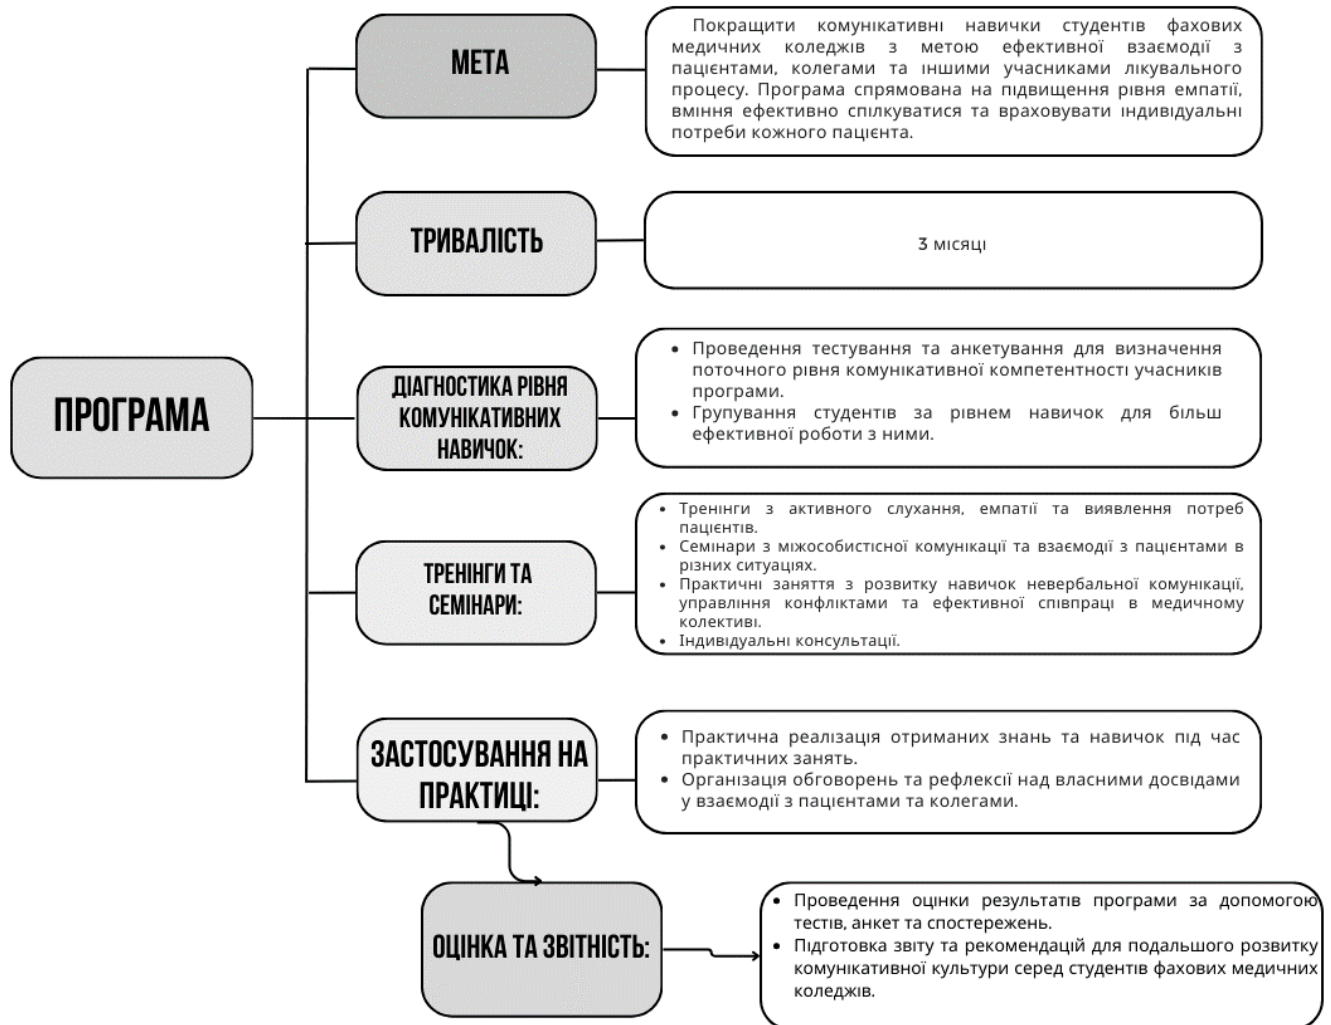 МЕТА
Покращити комунікативні навички студентів фахових
медичних коледжів з метою ефективної взаємодії з
пацієнтами, колегами та іншими учасниками лікувального
процесу. Програма спрямована на підвищення рівня емпатії,
вміння ефективно спілкуватися та враховувати індивідуальні
потреби кожного пацієнта.
ТРИВАЛІСТЬ
3 місяці
ПРОГРАМА
ДІАГНОСТИКА РІВНЯ
КОМУНІКАТИВНИХ
НАВИЧОК:
• Проведення тестування та анкетування для визначення
поточного рівня комунікативної компетентності учасників
програми.
• Групування студентів за рівнем навичок для більш
ефективної роботи з ними.
ТРЕНІНГИ ТА
СЕМІНАРИ:
• Тренінги з активного слухання, емпатії та виявлення потреб
пацієнтів.
• Семінари з міжособистісної комунікації та взаємодії з пацієнтами в
різних ситуаціях.
• Практичні заняття з розвитку навичок невербальної комунікації,
управління конфліктами та ефективної співпраці в медичному
колективі.
• Індивідуальні консультації.
ЗАСТОСУВАННЯ НА
ПРАКТИЦІ:
• Практична реалізація отриманих знань та навичок під час
практичних занять.
• Організація обговорень та рефлексії над власними досвідами
у взаємодії з пацієнтами та колегами.
ОЦІНКА ТА ЗВІТНІСТЬ:
• Проведення оцінки результатів програми за допомогою
тестів, анкет та спостережень.
• Підготовка звіту та рекомендацій для подальшого розвитку
комунікативної культури серед студентів фахових медичних
коледжів.